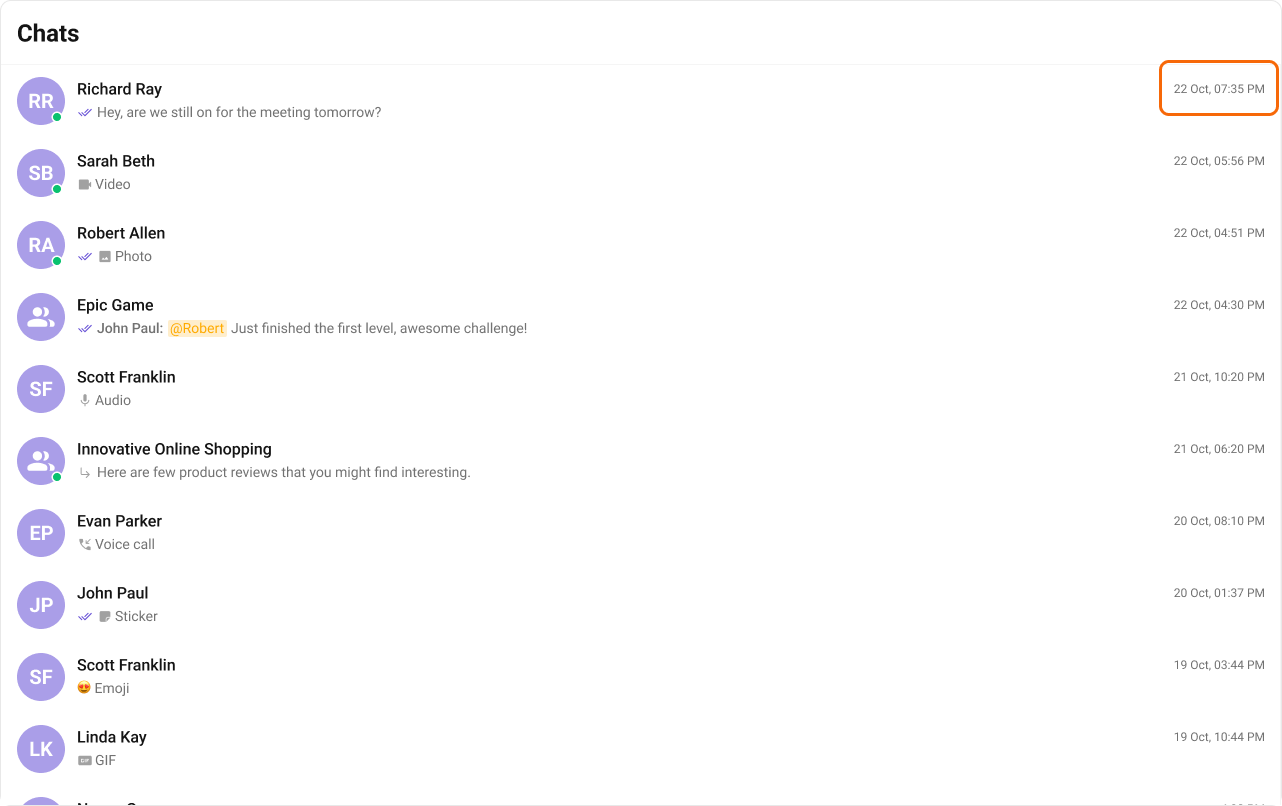 Chats
RR
Richard Ray
22 Oct, 07:35 PM
Hey, are we still on for the meeting tomorrow?
SB
Sarah Beth
22 Oct, 05:56 PM
Video
RA
Robert Allen
22 Oct, 04:51 PM
Photo
Epic Game
22 Oct, 04:30 PM
John Paul: @Robert Just finished the first level, awesome challenge!
SF
Scott Franklin
21 Oct, 10:20 PM
Audio
Innovative Online Shopping
21 Oct, 06:20 PM
Here are few product reviews that you might find interesting.
EP
Evan Parker
20 Oct, 08:10 PM
Voice call
JP
John Paul
20 Oct, 01:37 PM
Sticker
SF
Scott Franklin
19 Oct, 03:44 PM
Emoji
LK
Linda Kay
19 Oct, 10:44 PM
GIF GIF